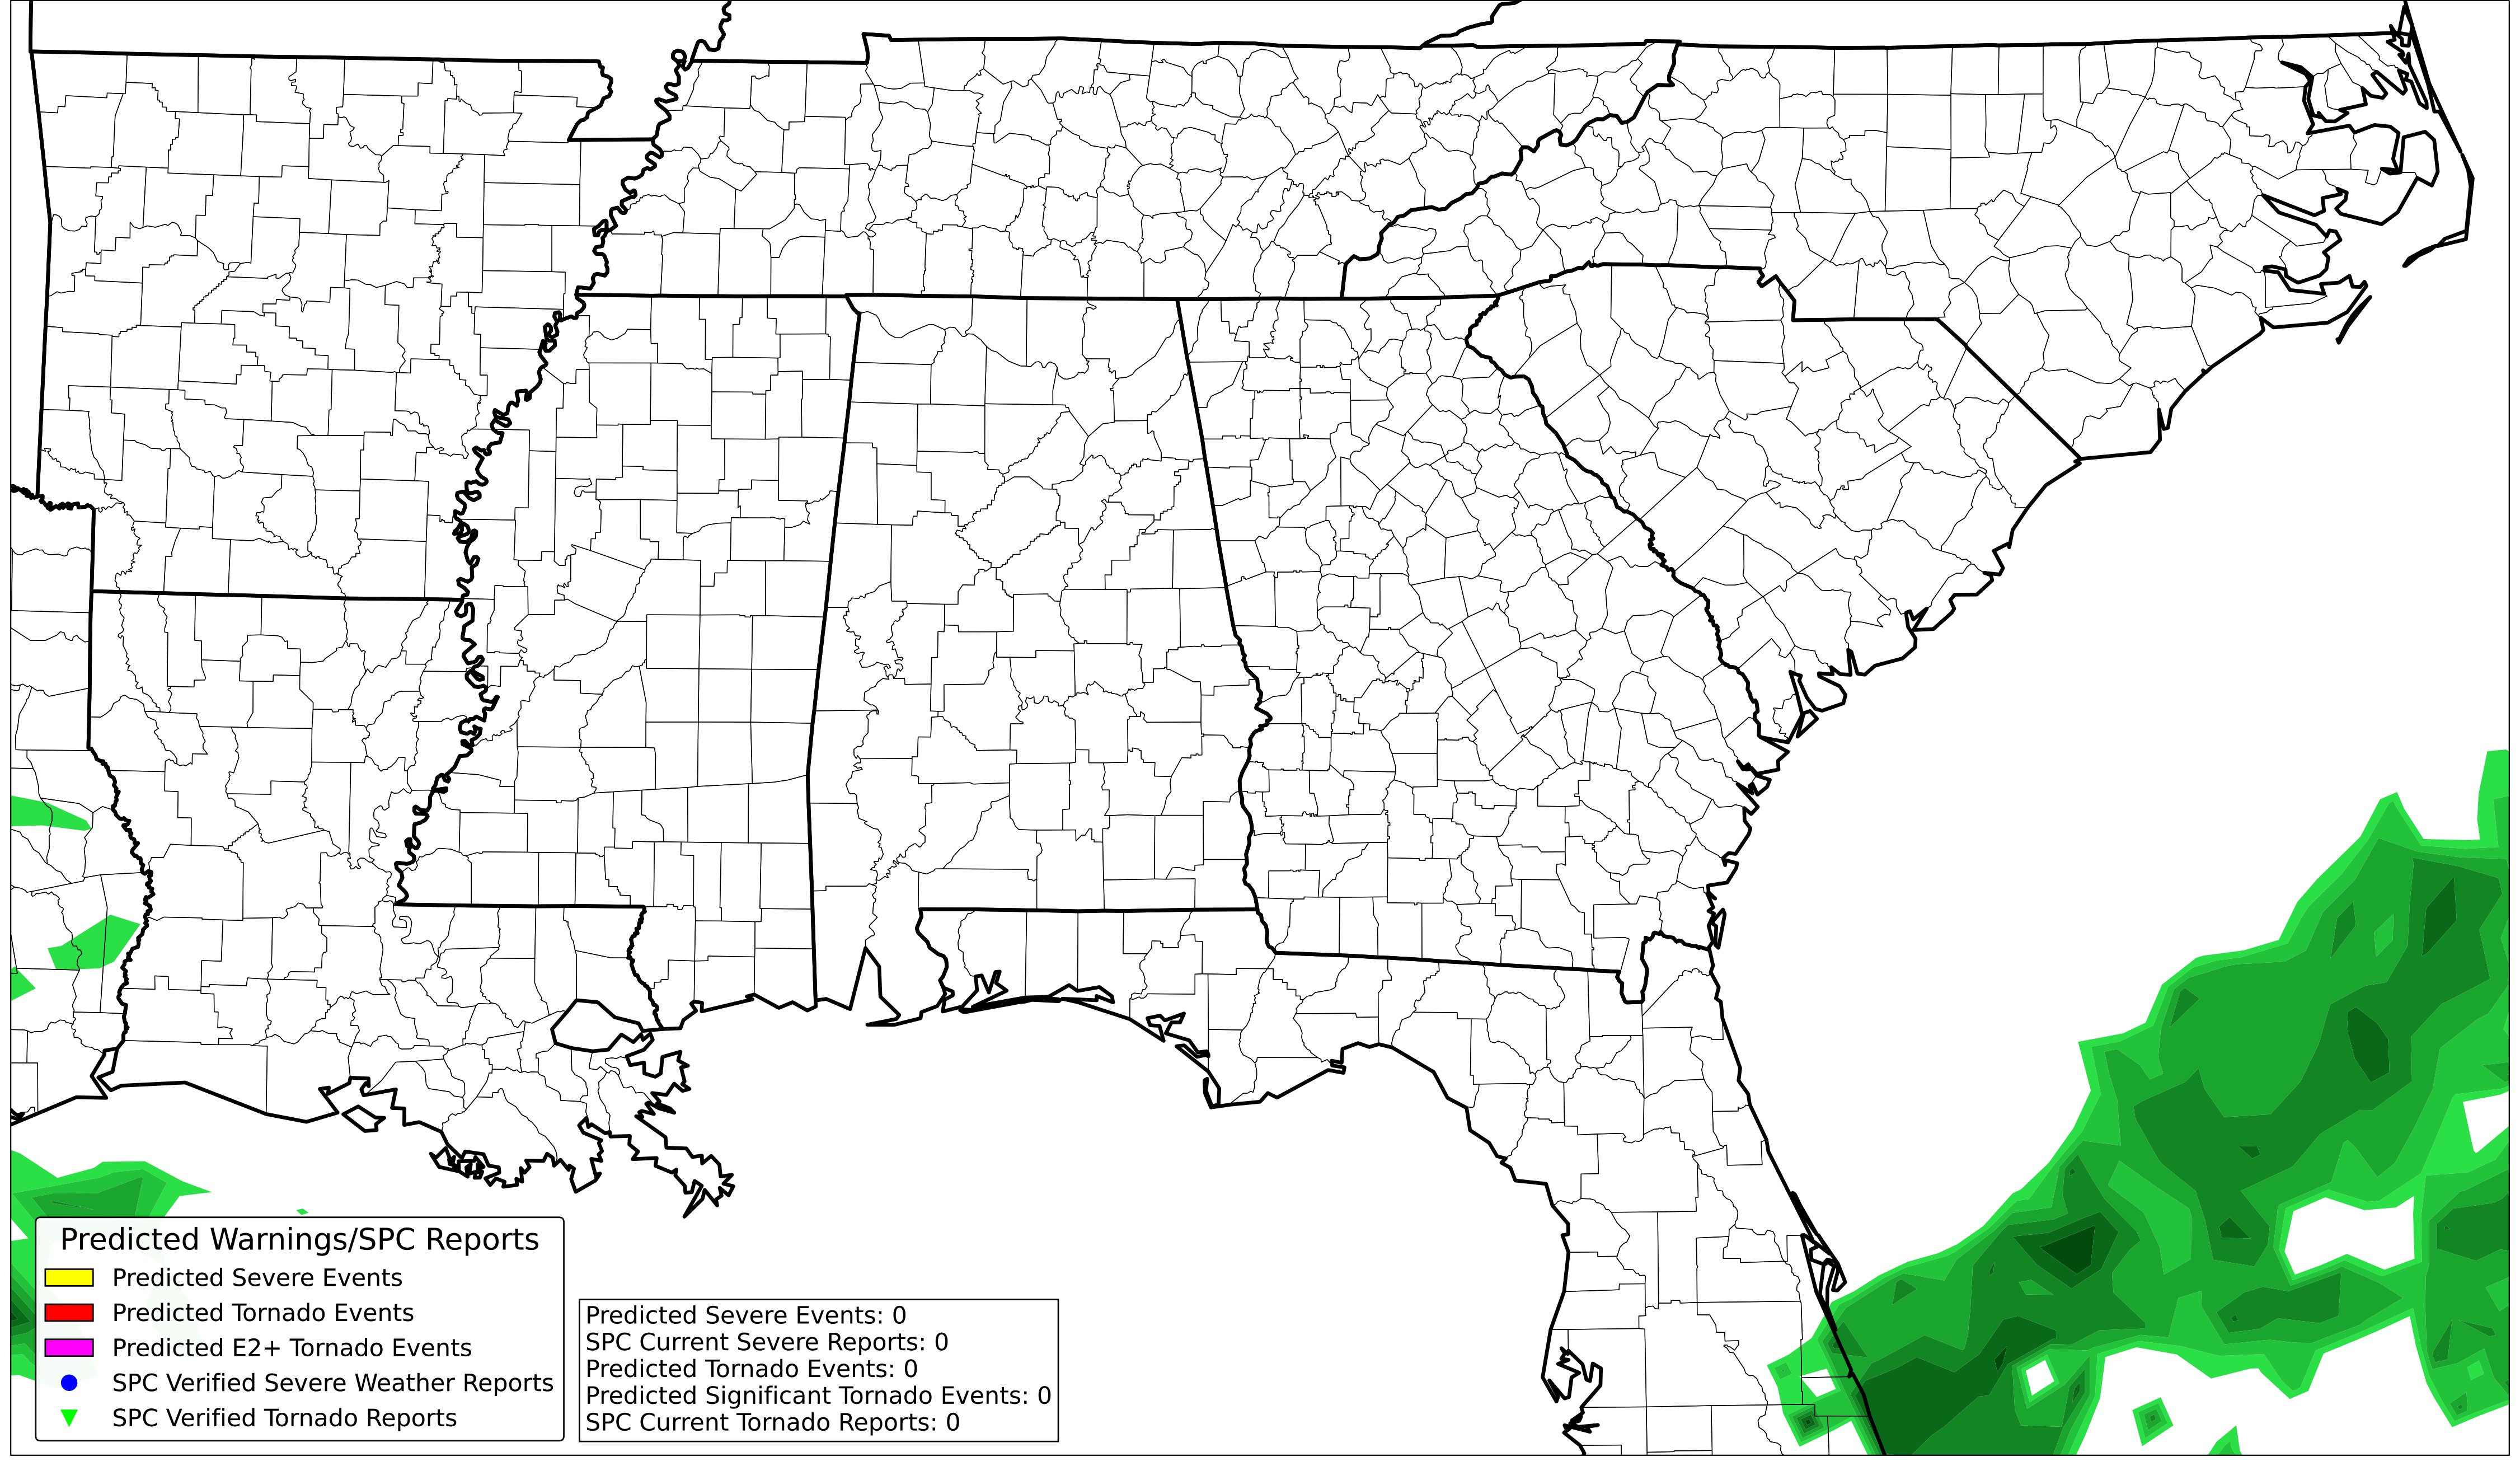 Predicted Warnings/SPC Reports
Predicted Severe Events
Predicted Tornado Events
Predicted E2+ Tornado Events
SPC Verified Severe Weather Reports
SPC Verified Tornado Reports
Predicted Severe Events: 0
SPC Current Severe Reports: 0
Predicted Tornado Events: 0
Predicted Significant Tornado Events: 0
SPC Current Tornado Reports: 0